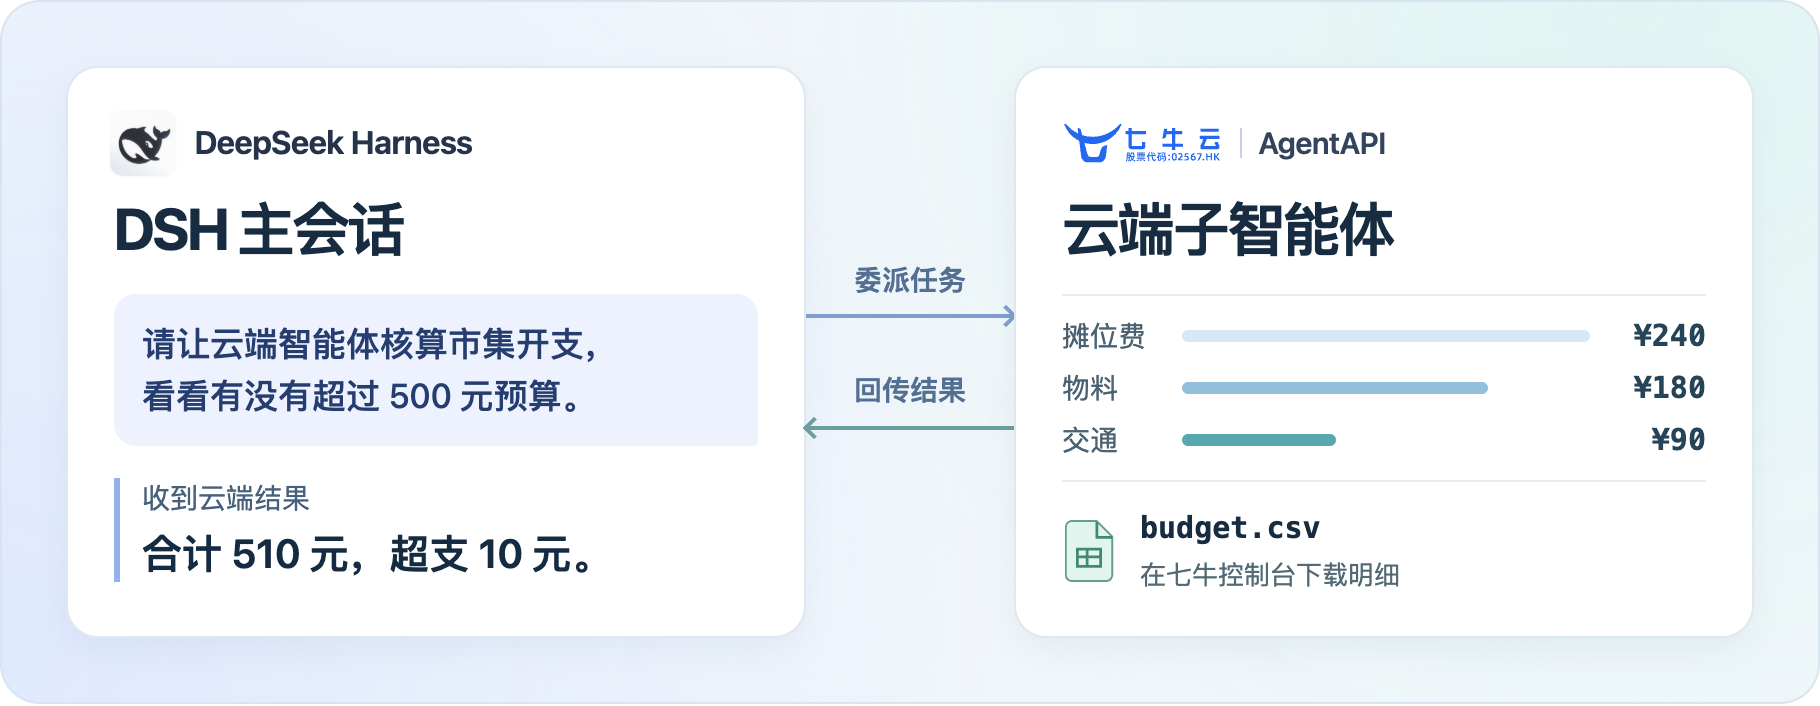 DeepSeek Harness
DSH 主会话
请让云端智能体核算市集开支，
看看有没有超过 500 元预算。
收到云端结果
合计 510 元，超支 10 元。
委派任务
回传结果
七牛云
股票代码:02567.HK
AgentAPI
云端子智能体
摊位费 ¥240
物料 ¥180
交通 ¥90
budget.csv
在七牛控制台下载明细